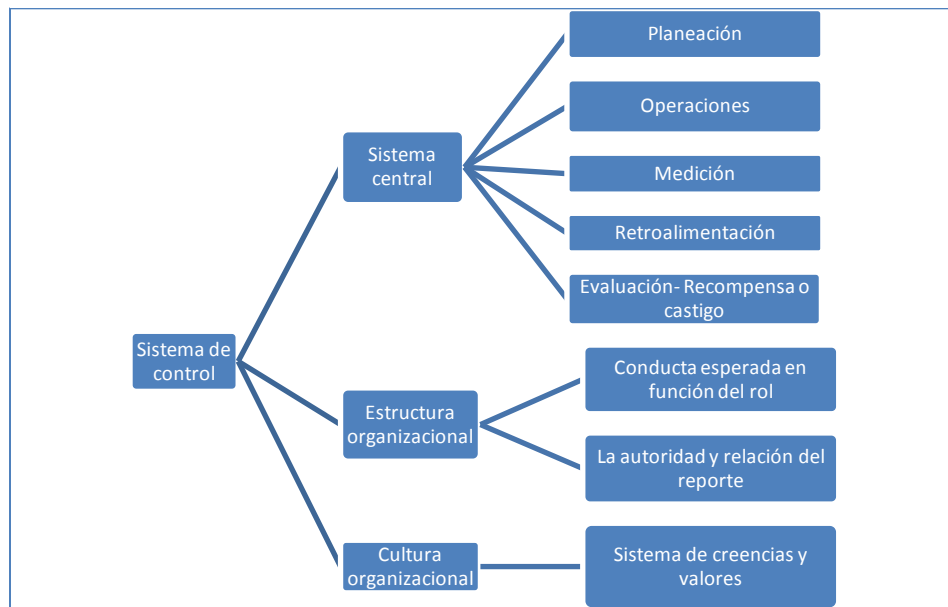 Planeación
Operaciones
Sistema
central
Medición
Retroalimentación
Evaluación- Recompensa o
castigo
Sistema de
control
Conducta esperada en
función del rol
Estructura
organizacional
La autoridad y relación del
reporte
Cultura
organizacional
Sistema de creencias y
valores